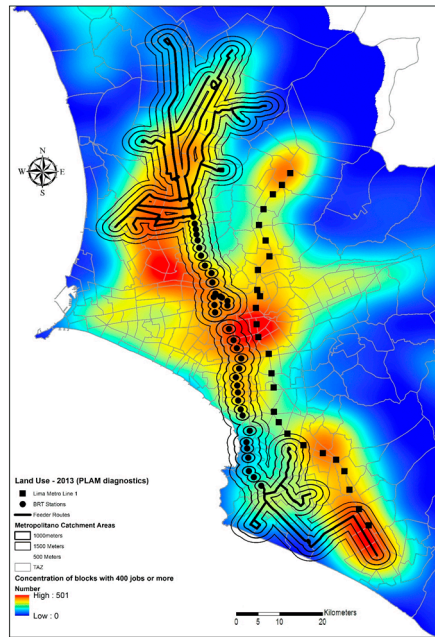 N
W E
S
Land Use - 2013 (PLAM diagnostics)
Lima Metro Line 1
BRT Stations
Feeder Routes
Metropolitano Catchment Areas
1000meters
1500 Meters
500 Meters
TAZ
Concentration of blocks with 400 jobs or more
Number
High : 501
Low : 0
Kilometers
0 5 10 20